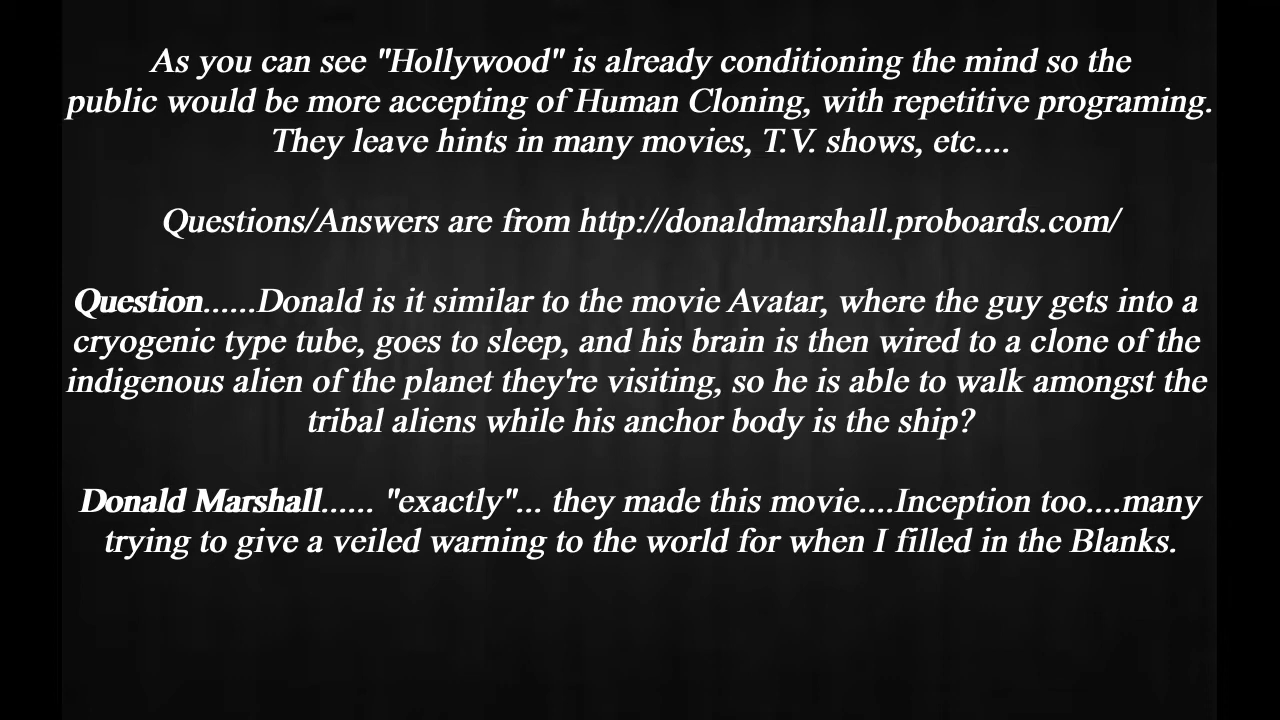 As you can see "Hollywood" is already conditioning the mind so the
public would be more accepting of Human Cloning, with repetitive programing.
They leave hints in many movies, T.V. shows, etc....
Questions/Answers are from http://donaldmarshall.proboards.com/
Question......Donald is it similar to the movie Avatar, where the guy gets into a
cryogenic type tube, goes to sleep, and his brain is then wired to a clone of the
indigenous alien of the planet they're visiting, so he is able to walk amongst the
tribal aliens while his anchor body is the ship?
Donald Marshall...... "exactly"... they made this movie....Inception too....many
trying to give a veiled warning to the world for when I filled in the Blanks.